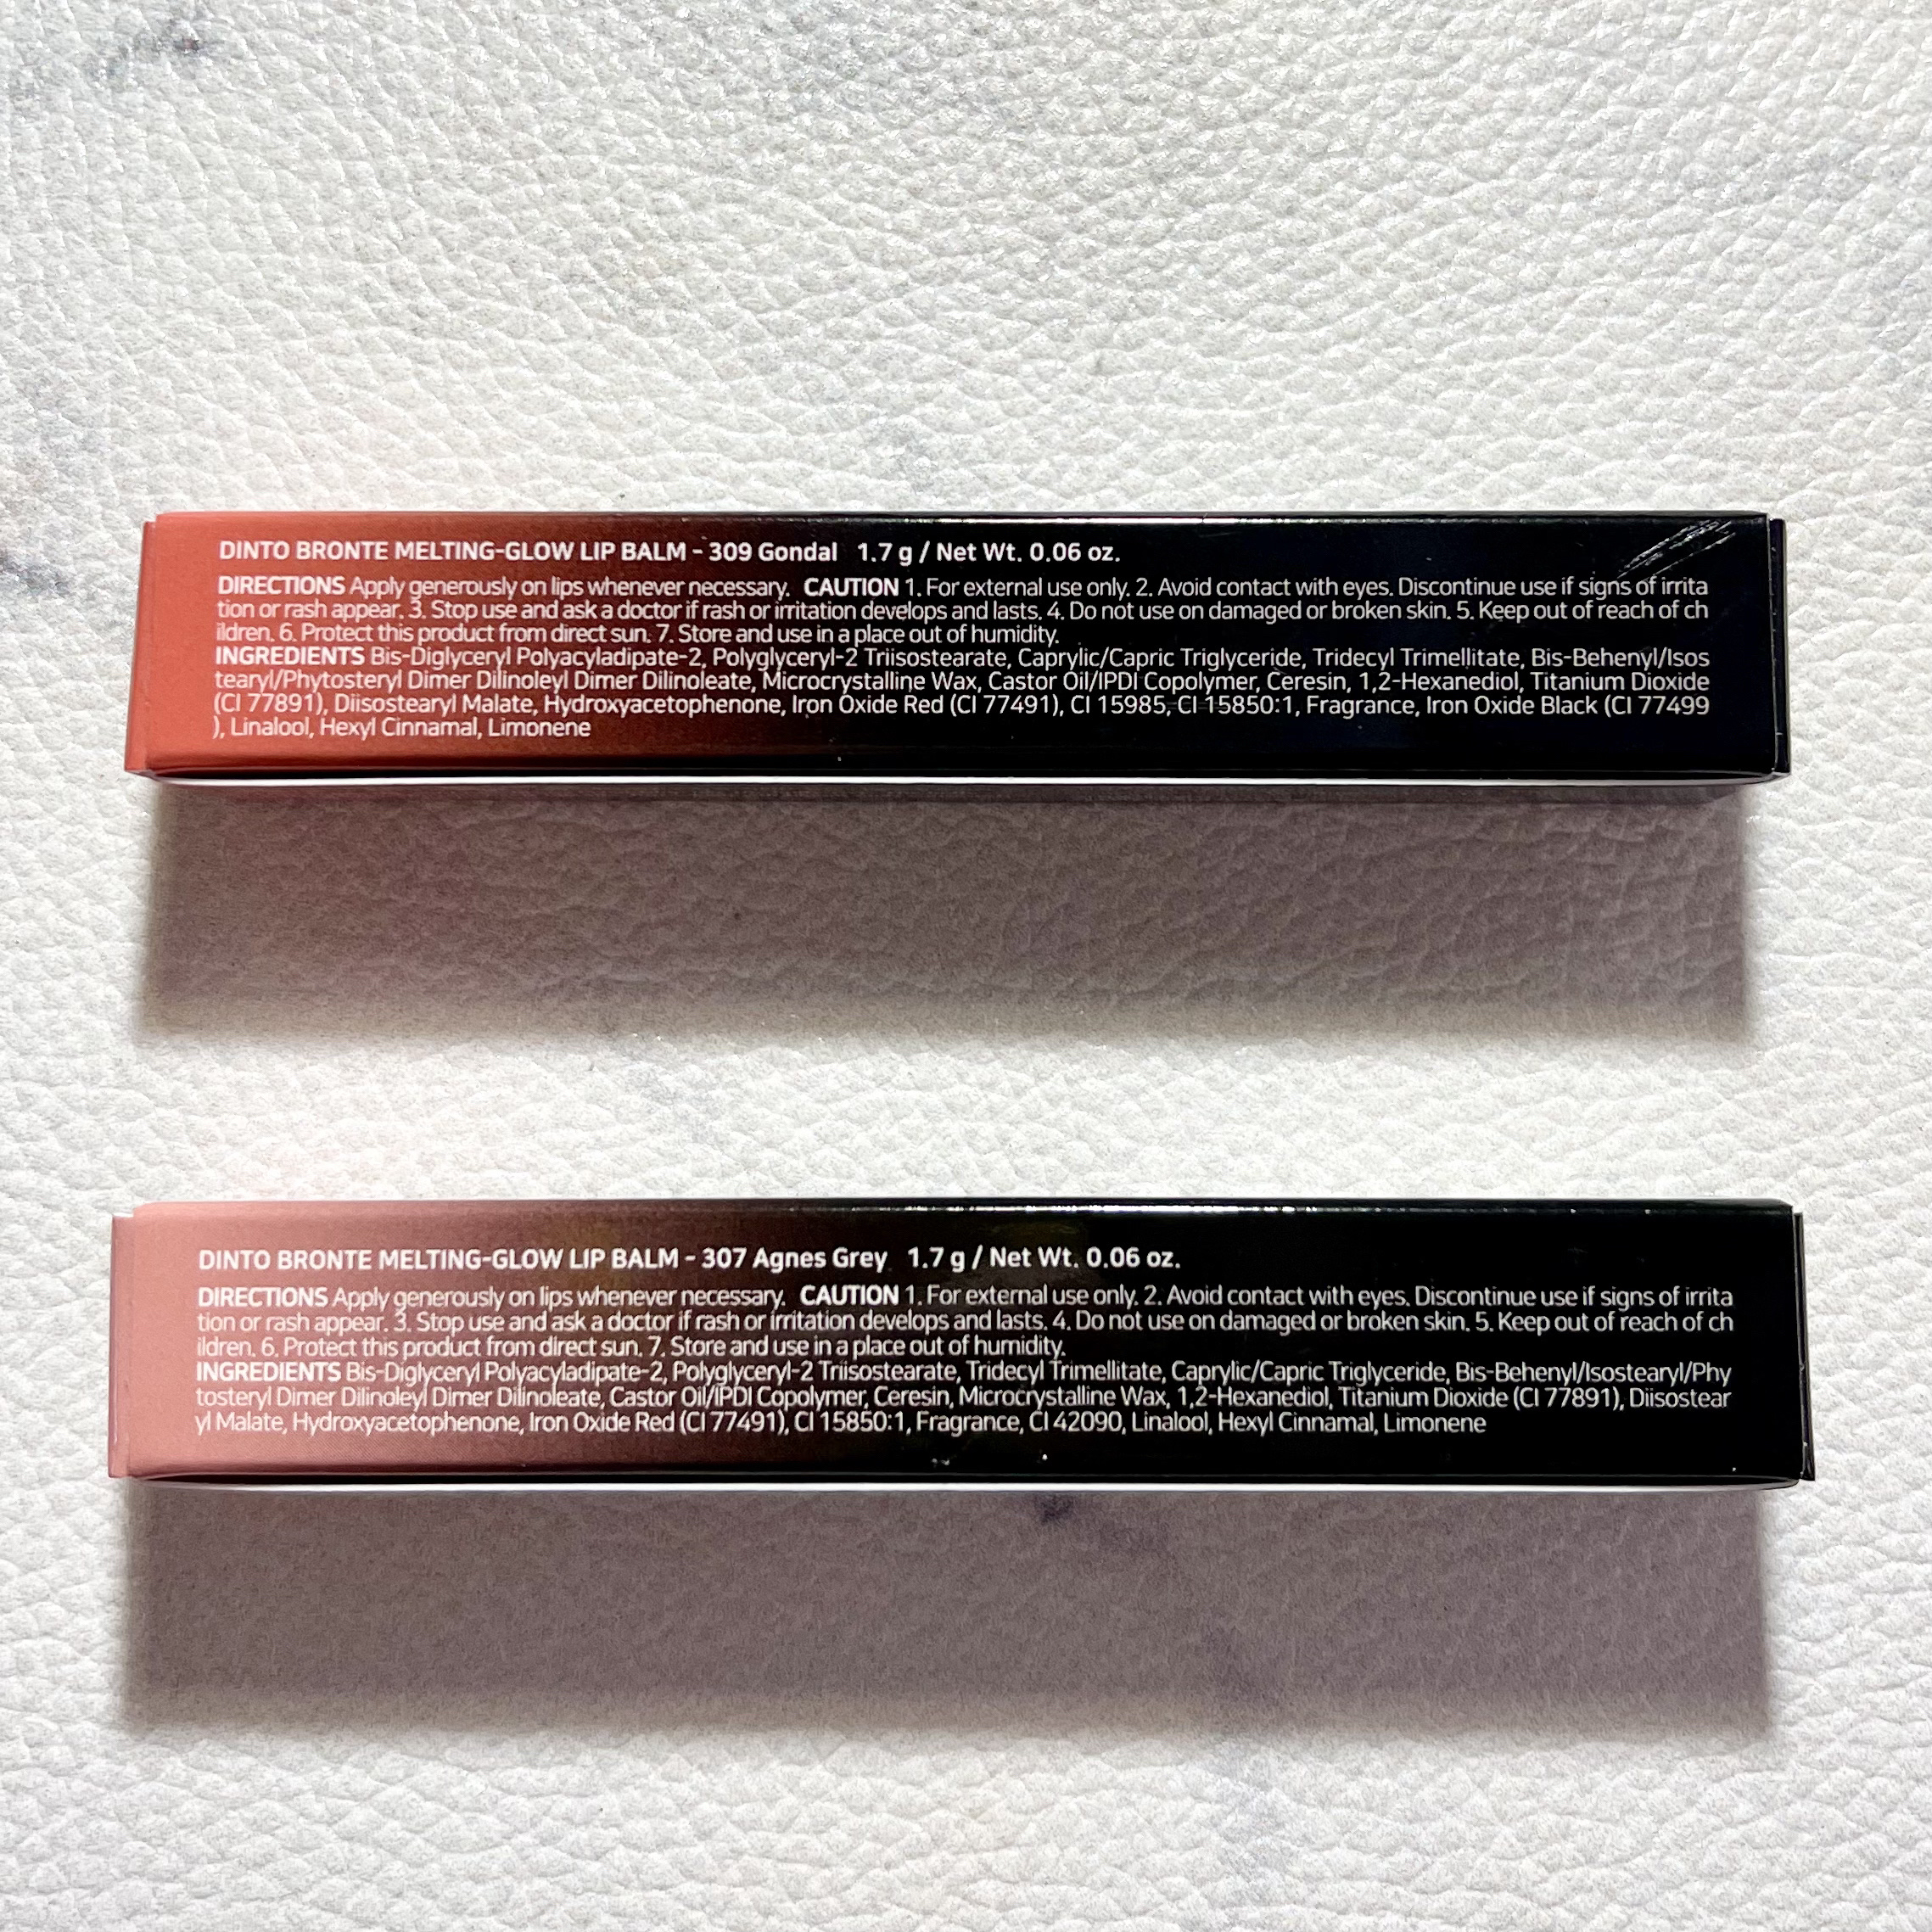 DINTO BRONTE MELTING-GLOW LIP BALM - 309 Gondal 1.7 g / Net Wt. 0.06 oz.
DIRECTIONS Apply generously on lips whenever necessary. CAUTION 1. For external use only. 2. Avoid contact with eyes. Discontinue use if signs of irrita
tion or rash appear. 3. Stop use and ask a doctor if rash or irritation develops and lasts. 4. Do not use on damaged or broken skin. 5. Keep out of reach of ch
ildren. 6. Protect this product from direct sun. 7. Store and use in a place out of humidity.
INGREDIENTS Bis-Diglyceryl Polyacyladipate-2, Polyglyceryl-2 Triisostearate, Caprylic/Capric Triglyceride, Tridecyl Trimellitate, Bis-Behenyl/Isos
tearyl/Phytosteryl Dimer Dilinoleyl Dimer Dilinoleate, Microcrystalline Wax, Castor Oil/IPDI Copolymer, Ceresin, 1,2-Hexanediol, Titanium Dioxide
(CI 77891), Diisostearyl Malate, Hydroxyacetophenone, Iron Oxide Red (CI 77491), CI 15985, CI 15850:1, Fragrance, Iron Oxide Black (CI 77499
), Linalool, Hexyl Cinnamal, Limonene
DINTO BRONTE MELTING-GLOW LIP BALM - 307 Agnes Grey 1.7 g / Net Wt. 0.06 oz.
DIRECTIONS Apply generously on lips whenever necessary. CAUTION 1. For external use only. 2. Avoid contact with eyes. Discontinue use if signs of irrita
tion or rash appear. 3. Stop use and ask a doctor if rash or irritation develops and lasts. 4. Do not use on damaged or broken skin. 5. Keep out of reach of ch
ildren. 6. Protect this product from direct sun. 7. Store and use in a place out of humidity.
INGREDIENTS Bis-Diglyceryl Polyacyladipate-2, Polyglyceryl-2 Triisostearate, Tridecyl Trimellitate, Caprylic/Capric Triglyceride, Bis-Behenyl/Isostearyl/Phy
tosteryl Dimer Dilinoleyl Dimer Dilinoleate, Castor Oil/IPDI Copolymer, Ceresin, Microcrystalline Wax, 1,2-Hexanediol, Titanium Dioxide (CI 77891), Diisostear
yl Malate, Hydroxyacetophenone, Iron Oxide Red (CI 77491), CI 15850:1, Fragrance, CI 42090, Linalool, Hexyl Cinnamal, Limonene